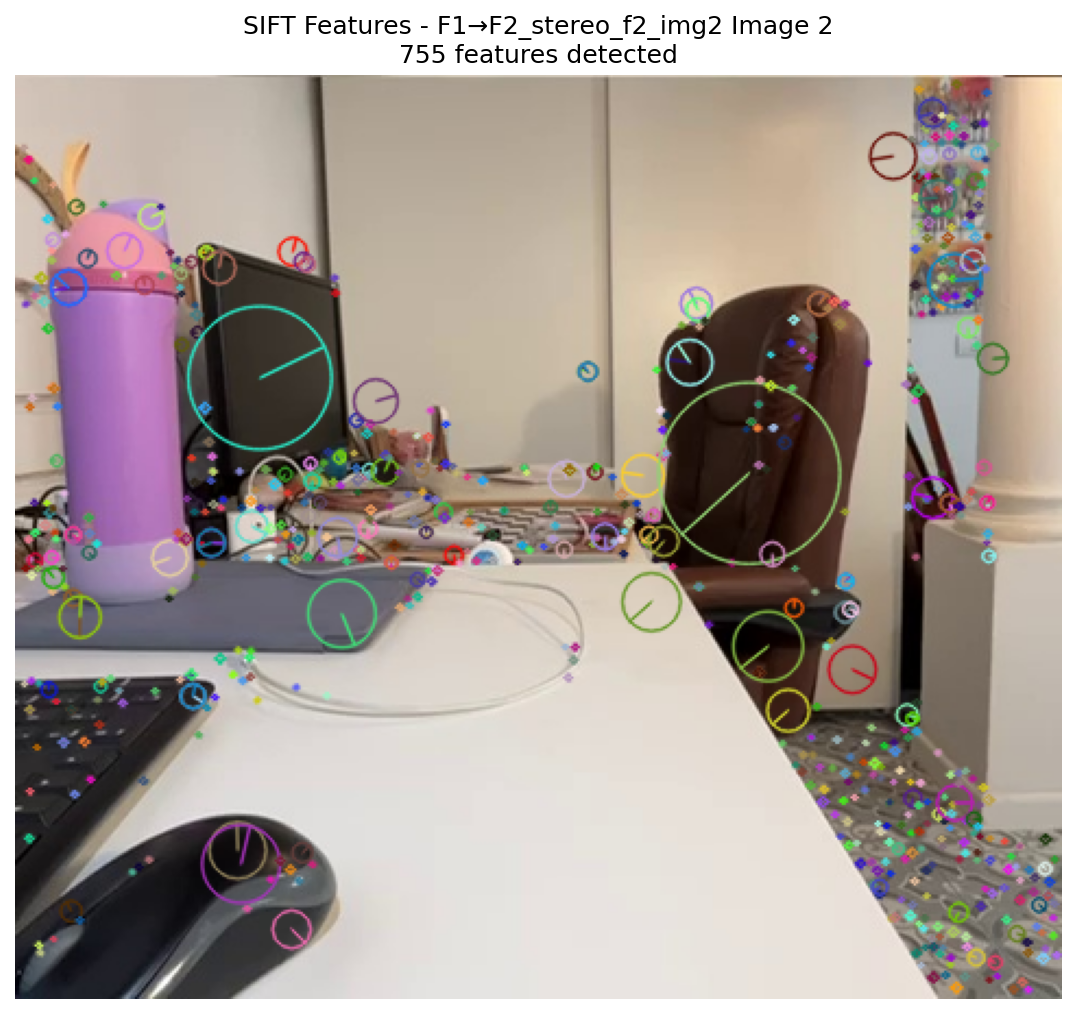 SIFT Features - F1→F2_stereo_f2_img2 Image 2
755 features detected